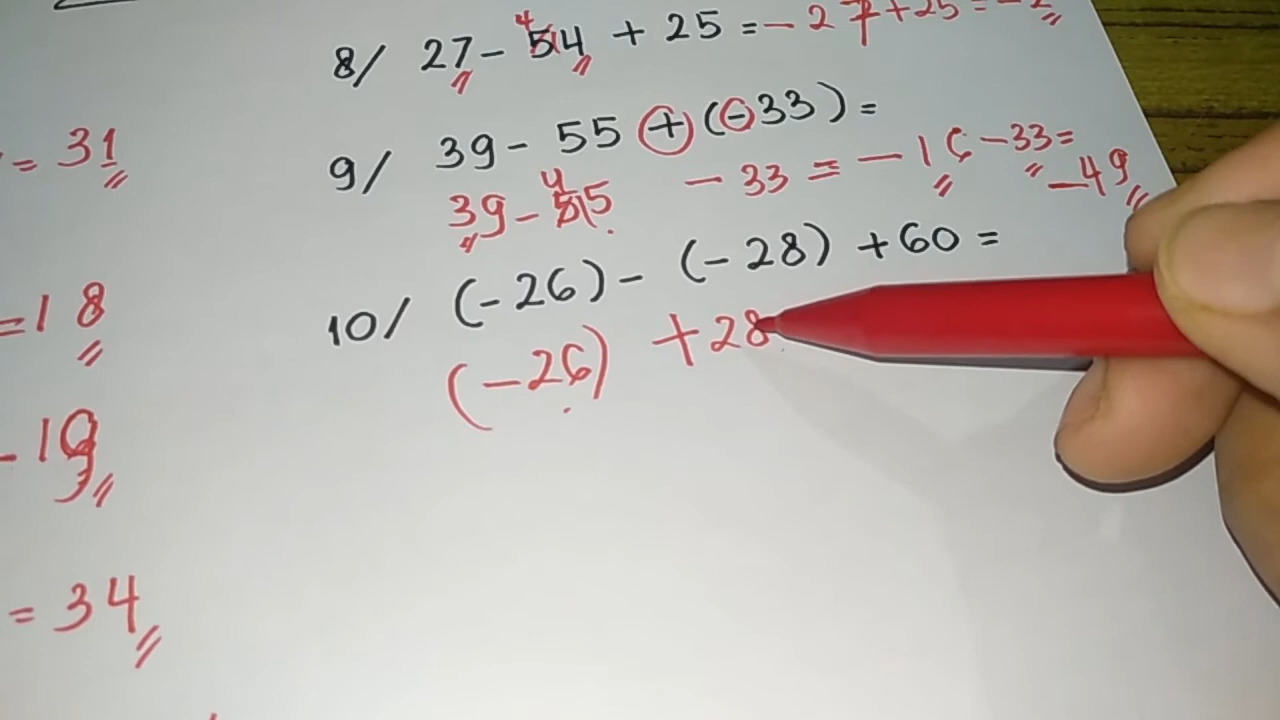 8/ 27 - 54 + 25 = - 27 + 25 = - 2
= 31
9/ 39 - 55 + (-33) =
39 - 55 - 33 = - 16 - 33 =
- 49
10/ (-26) - (-28) + 60 =
= 18
(-26) + 28
- 19
= 34